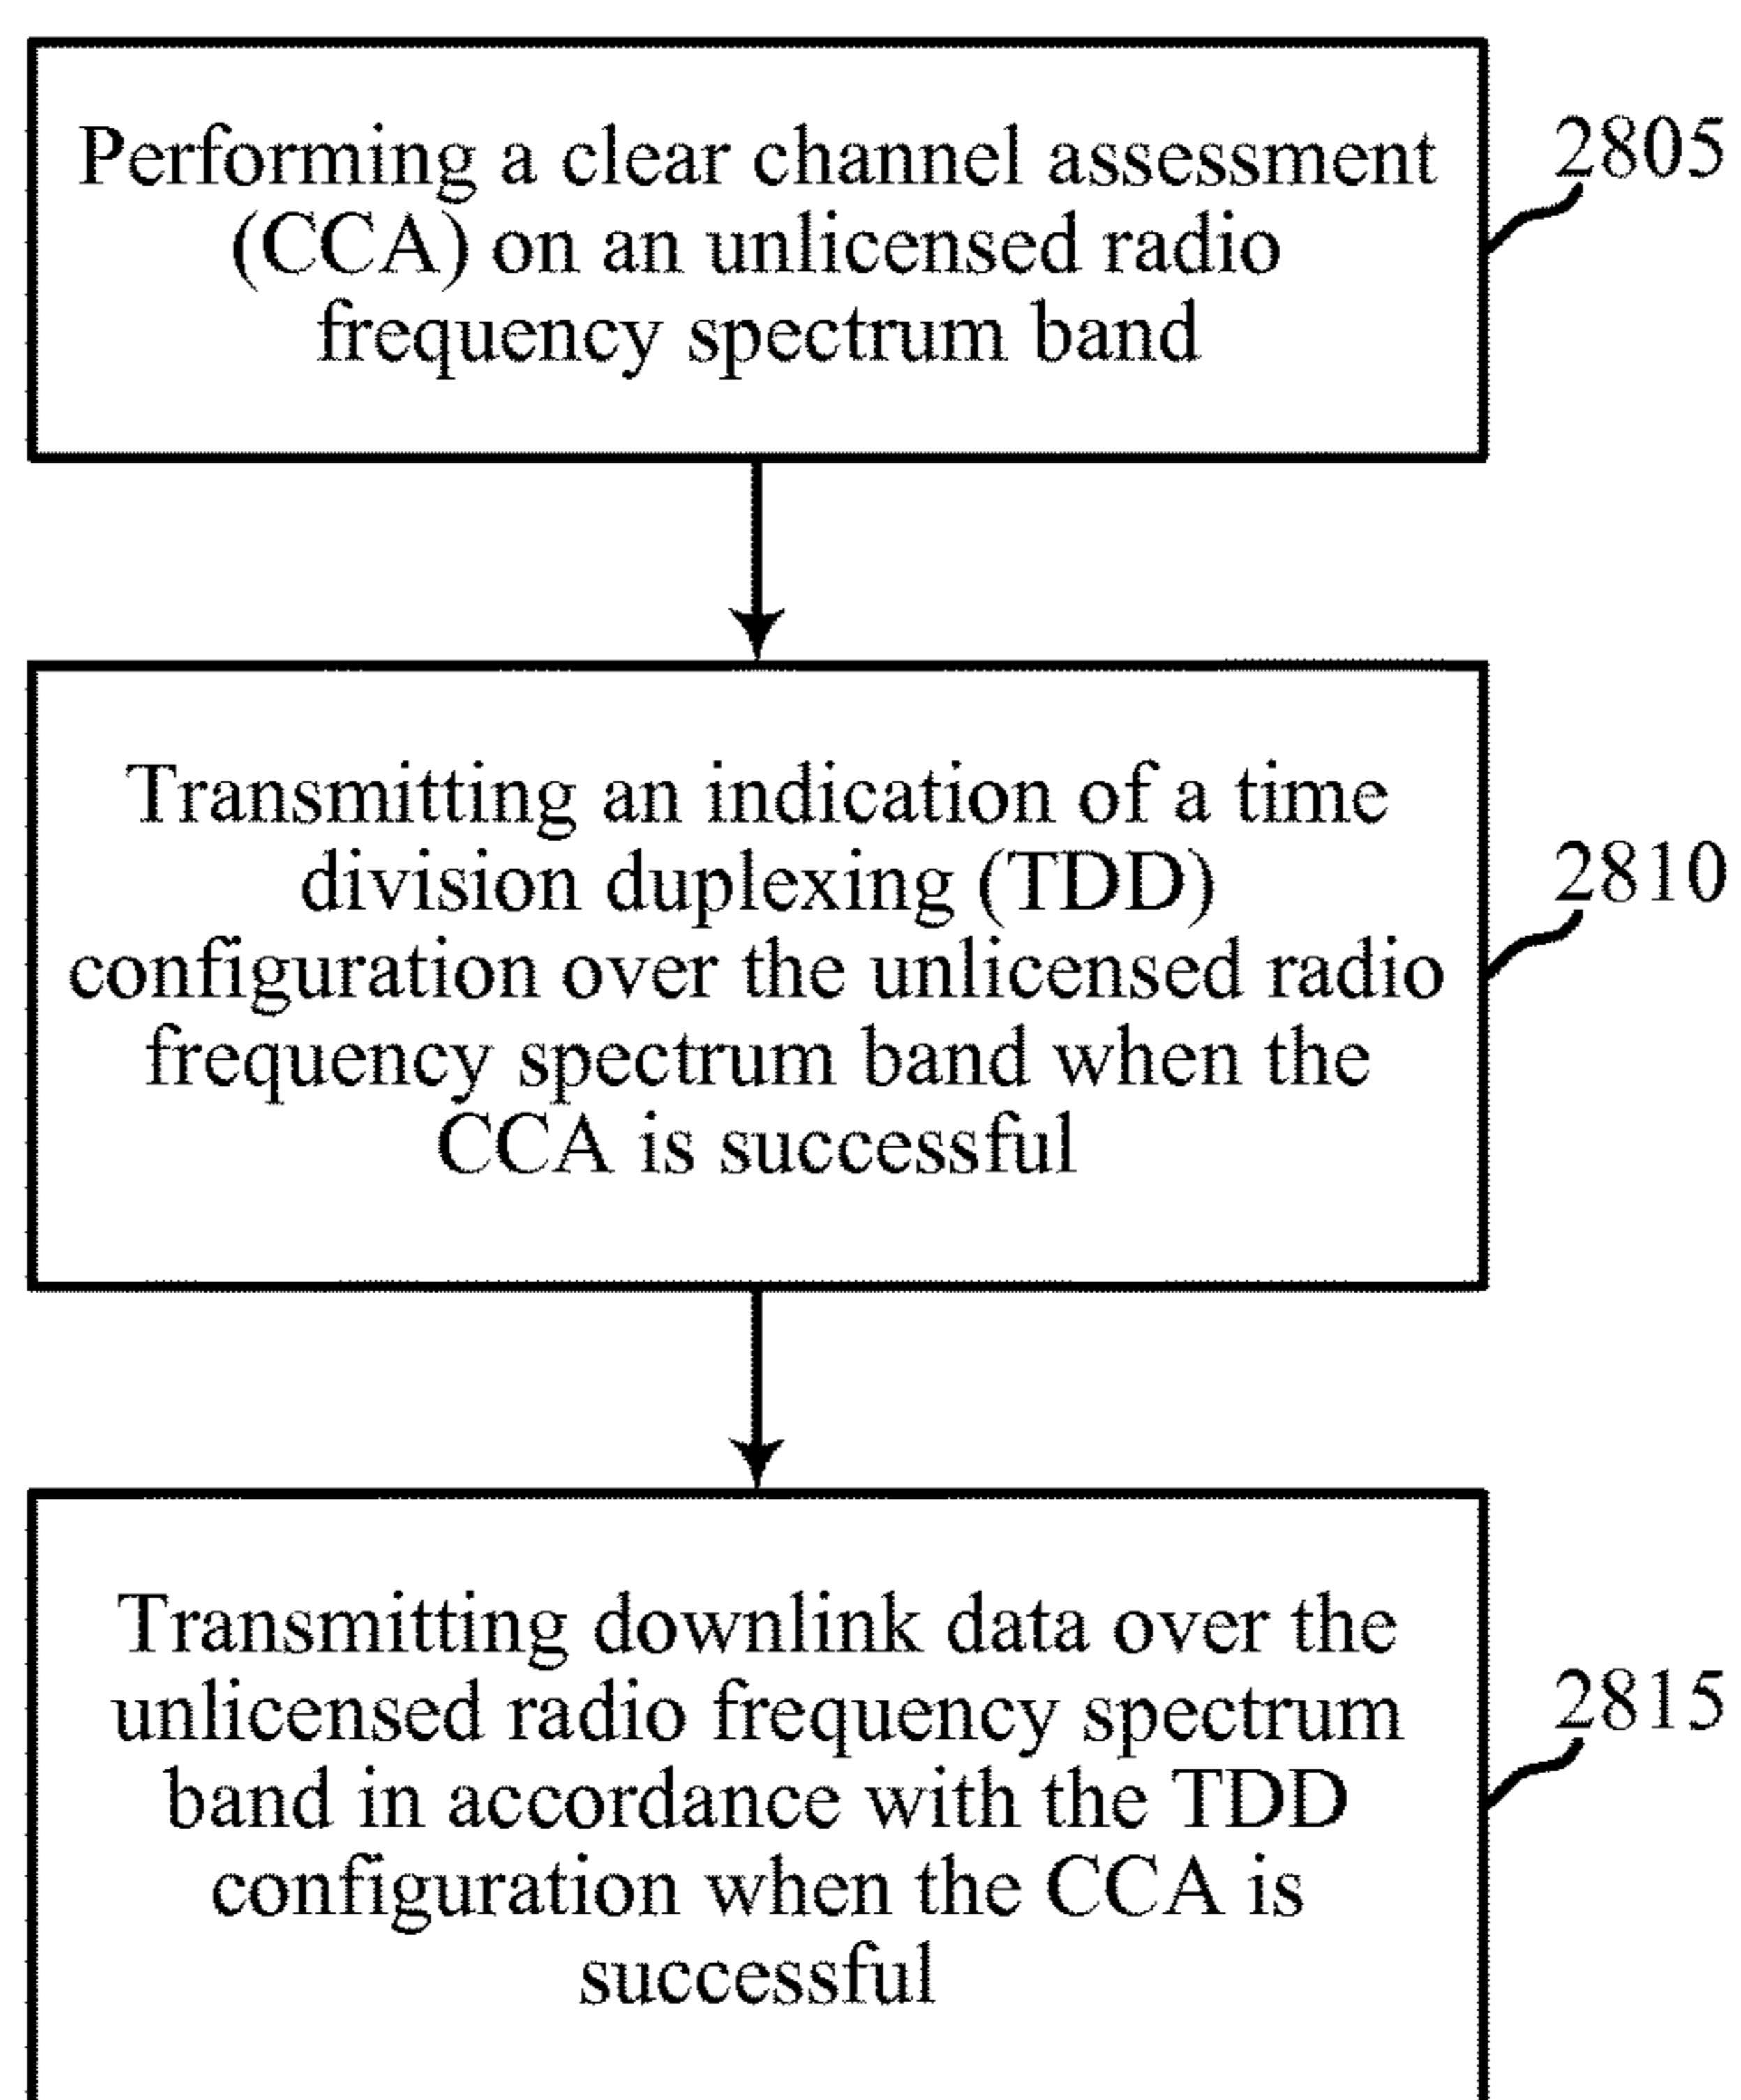 Performing a clear channel assessment
(CCA) on an unlicensed radio
frequency spectrum band
2805
Transmitting an indication of a time
division duplexing (TDD)
configuration over the unlicensed radio
frequency spectrum band when the
CCA is successful
2810
Transmitting downlink data over the
unlicensed radio frequency spectrum
band in accordance with the TDD
configuration when the CCA is
successful
2815